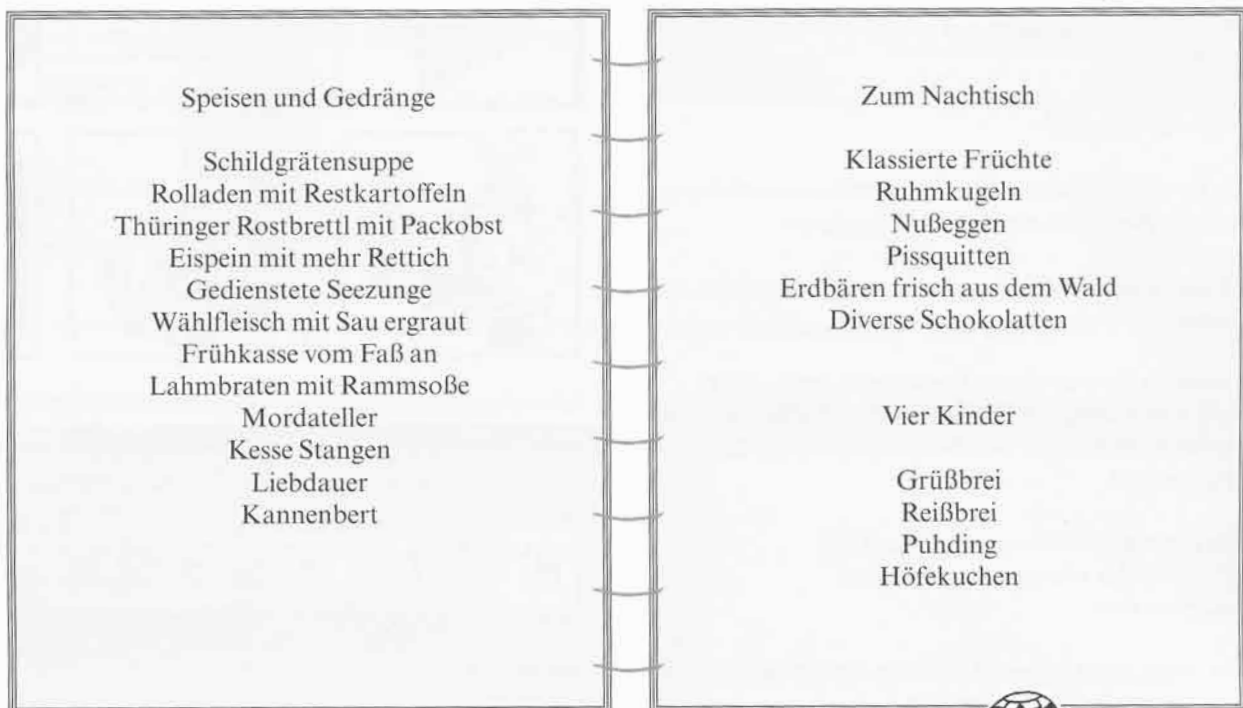 Speisen und Gedränge
Schildgrätensuppe
Rolladen mit Restkartoffeln
Thüringer Rostbrettl mit Packobst
Eispein mit mehr Rettich
Gedienstete Seezunge
Wählfleisch mit Sau ergraut
Frühkasse vom Faß an
Lahmbraten mit Rammsoße
Mordateller
Kesse Stangen
Liebdauer
Kannenbert
Zum Nachtisch
Klassierte Früchte
Ruhmkugeln
Nußeggen
Pissquitten
Erdbären frisch aus dem Wald
Diverse Schokolatten
Vier Kinder
Grüßbrei
Reißbrei
Puhding
Höfekuchen